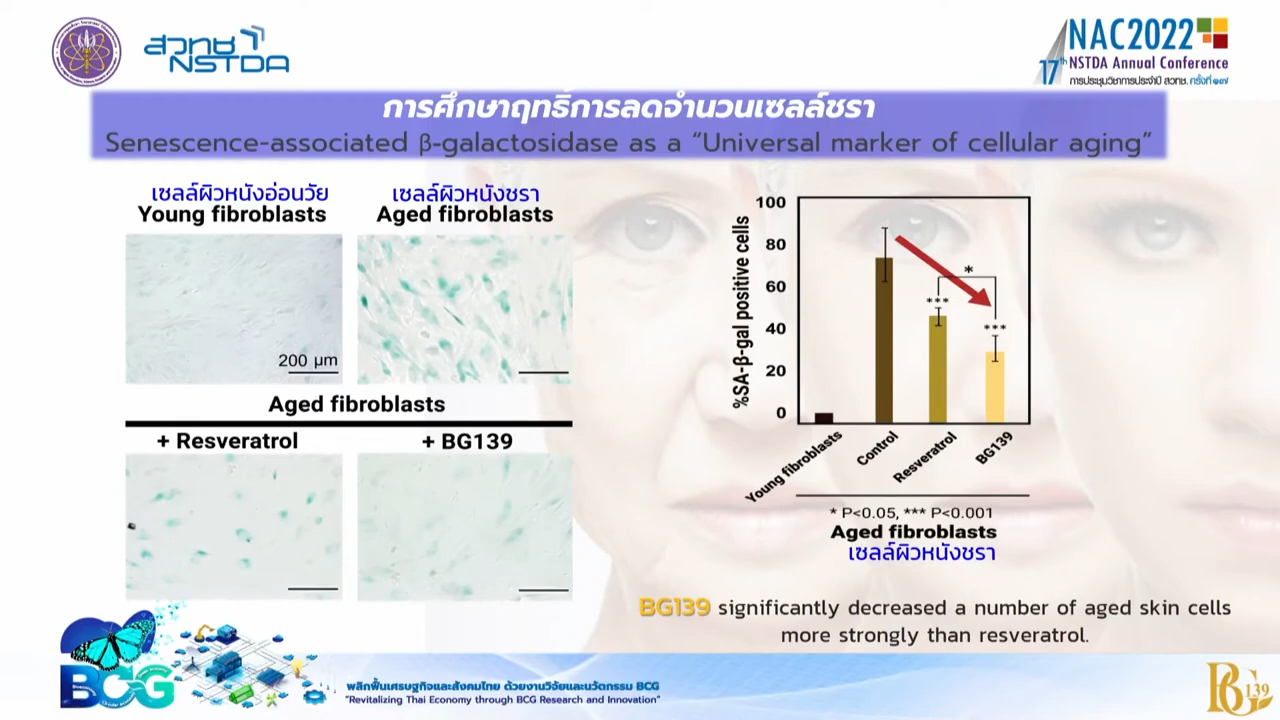 สวทช
NSTDA
NAC2022
17th NSTDA Annual Conference
การประชุมวิชาการประจำปี สวทช. ครั้งที่ ๑๗
การศึกษาฤทธิ์การลดจำนวนเซลล์ชรา
Senescence-associated β-galactosidase as a “Universal marker of cellular aging”
เซลล์ผิวหนังอ่อนวัย
Young fibroblasts
เซลล์ผิวหนังชรา
Aged fibroblasts
200 µm
Aged fibroblasts
+ Resveratrol
+ BG139
%SA-β-gal positive cells
100
80
60
40
20
0
*
***
***
Young fibroblasts
Control
Resveratrol
BG139
* P<0.05, *** P<0.001
Aged fibroblasts
เซลล์ผิวหนังชรา
BG139 significantly decreased a number of aged skin cells
more strongly than resveratrol.
BCG
พลิกฟื้นเศรษฐกิจและสังคมไทย ด้วยงานวิจัยและนวัตกรรม BCG
"Revitalizing Thai Economy through BCG Research and Innovation"
BG139